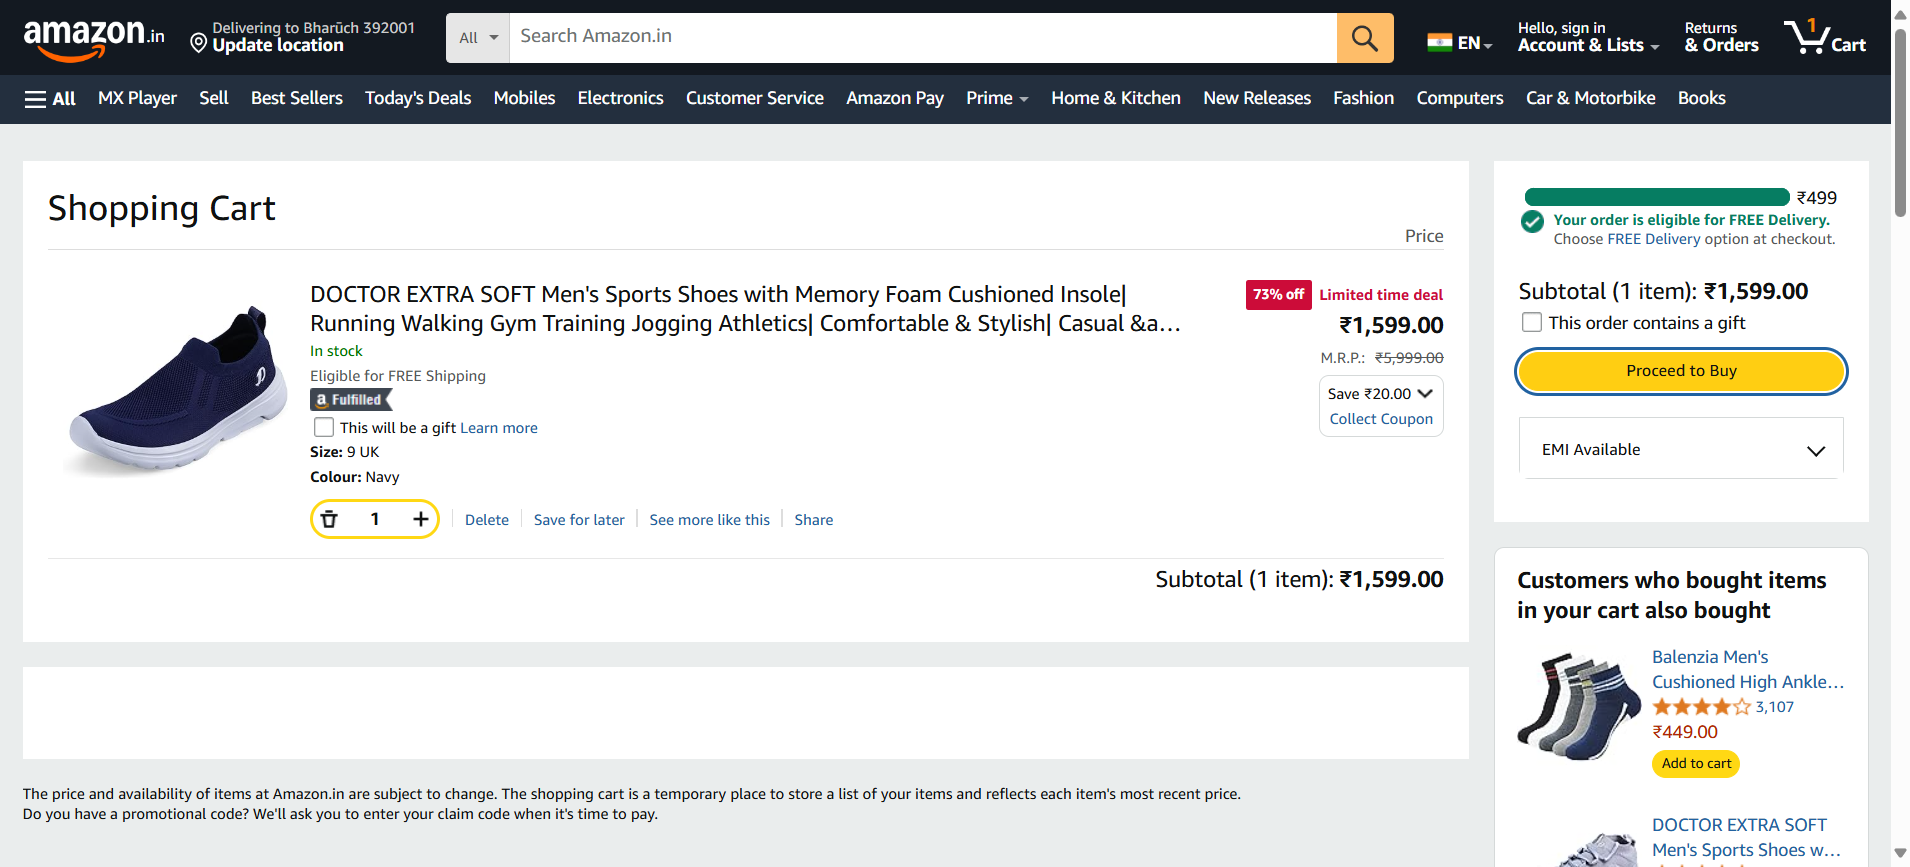 amazon.in
Delivering to Bharūch 392001
Update location
All
Search Amazon.in
EN
Hello, sign in
Account & Lists
Returns
& Orders
1
Cart
All
MX Player
Sell
Best Sellers
Today's Deals
Mobiles
Electronics
Customer Service
Amazon Pay
Prime
Home & Kitchen
New Releases
Fashion
Computers
Car & Motorbike
Books
Shopping Cart
Price
DOCTOR EXTRA SOFT Men's Sports Shoes with Memory Foam Cushioned Insole|
Running Walking Gym Training Jogging Athletics| Comfortable & Stylish| Casual &a…
In stock
Eligible for FREE Shipping
a Fulfilled
This will be a gift Learn more
Size: 9 UK
Colour: Navy
1
Delete
Save for later
See more like this
Share
73% off
Limited time deal
₹1,599.00
M.R.P.: ₹5,999.00
Save ₹20.00
Collect Coupon
Subtotal (1 item): ₹1,599.00
The price and availability of items at Amazon.in are subject to change. The shopping cart is a temporary place to store a list of your items and reflects each item's most recent price.
Do you have a promotional code? We'll ask you to enter your claim code when it's time to pay.
₹499
Your order is eligible for FREE Delivery.
Choose FREE Delivery option at checkout.
Subtotal (1 item): ₹1,599.00
This order contains a gift
Proceed to Buy
EMI Available
Customers who bought items
in your cart also bought
Balenzia Men's
Cushioned High Ankle…
3,107
₹449.00
Add to cart
DOCTOR EXTRA SOFT
Men's Sports Shoes w…